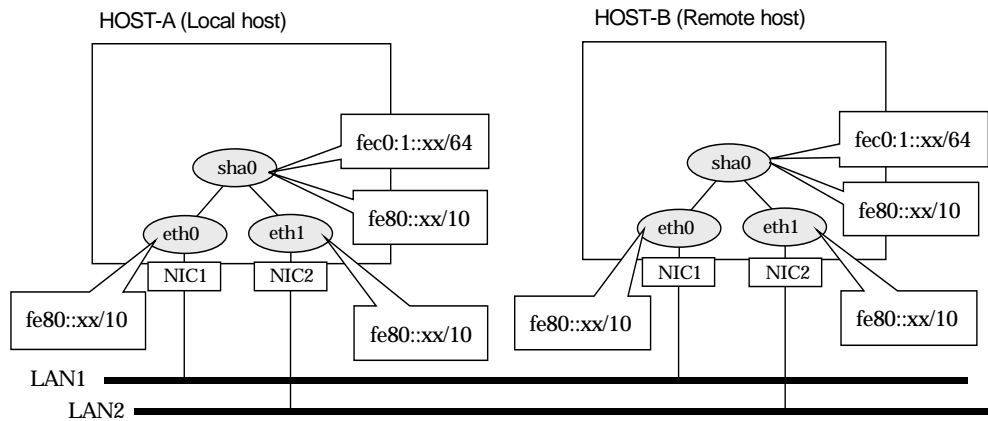 HOST-A (Local host)
HOST-B (Remote host)
fec0:1::xx/64
fec0:1::xx/64
sha0
sha0
fe80::xx/10
fe80::xx/10
eth0
eth1
eth0
eth1
NIC1
NIC2
NIC1
NIC2
fe80::xx/10
fe80::xx/10
fe80::xx/10
fe80::xx/10
LAN1
LAN2